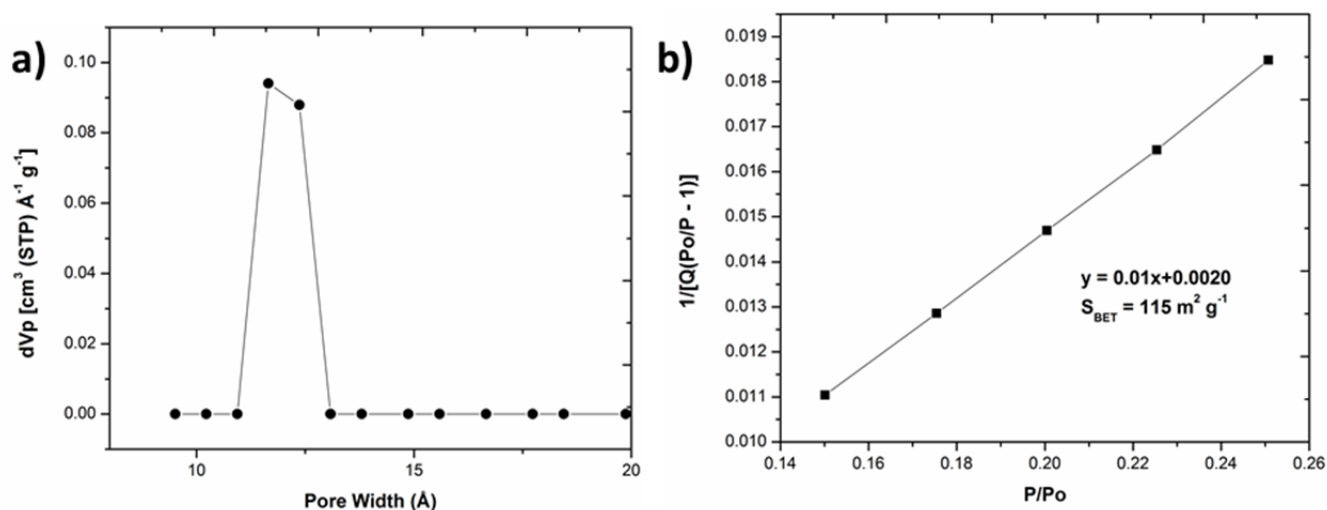 a)
dVp [cm³ (STP) Å⁻¹ g⁻¹]
0.10
0.08
0.06
0.04
0.02
0.00
10 15 20
Pore Width (Å)
b)
1/[Q(Po/P - 1)]
0.019
0.018
0.017
0.016
0.015
0.014
0.013
0.012
0.011
0.010
y = 0.01x+0.0020
S_BET = 115 m² g⁻¹
0.14 0.16 0.18 0.20 0.22 0.24 0.26
P/Po